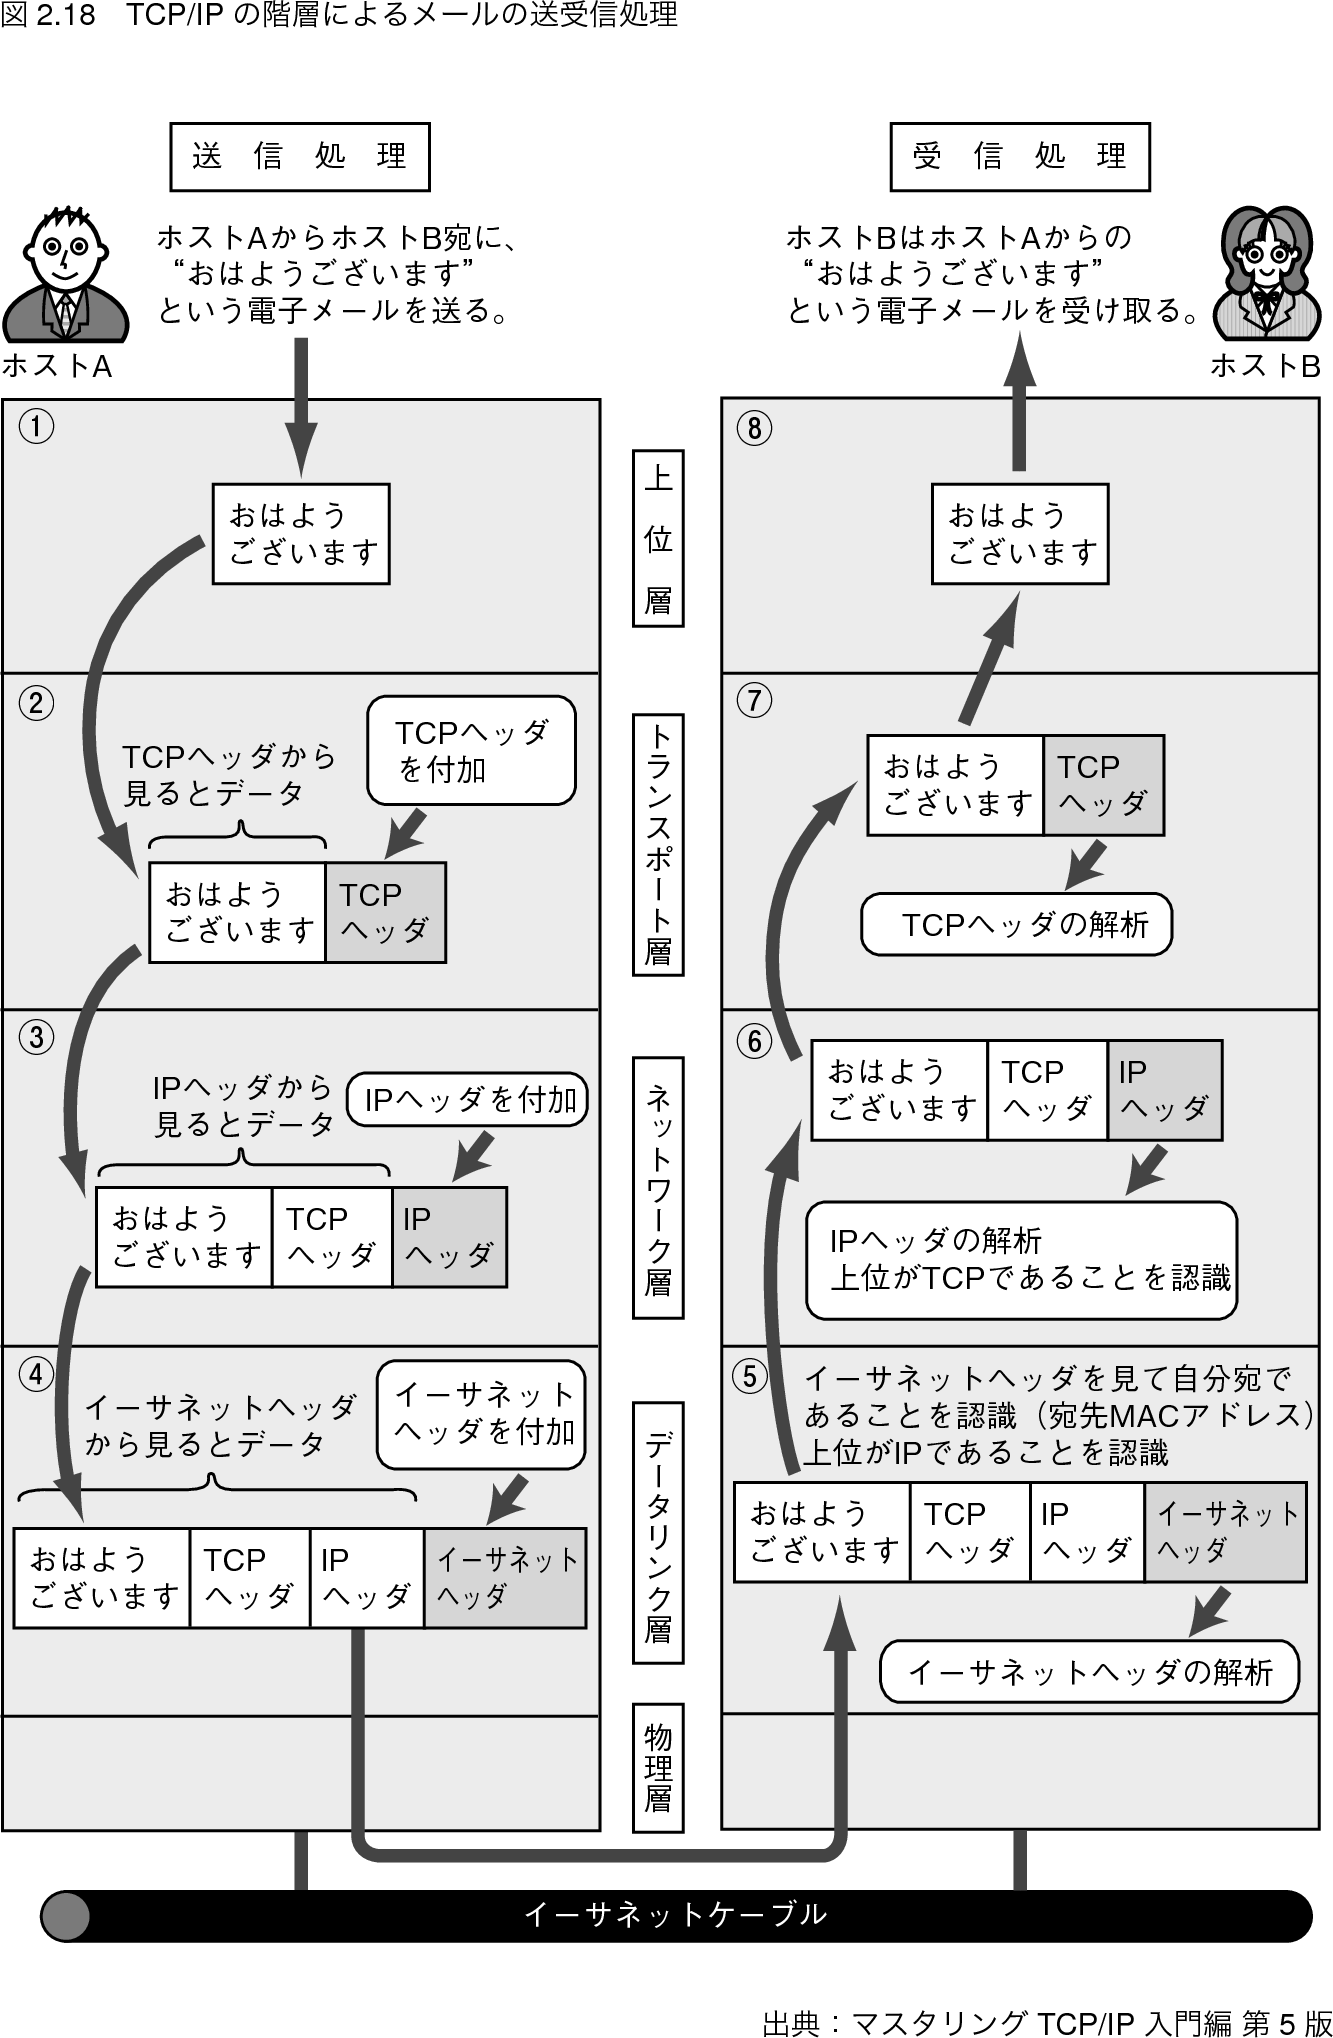 図 2.18　TCP/IP の階層によるメールの送受信処理
送 信 処 理
ホストAからホストB宛に、
“おはようございます”
という電子メールを送る。
ホストA
受 信 処 理
ホストBはホストAからの
“おはようございます”
という電子メールを受け取る。
ホストB
①
おはよう
ございます
②
TCPヘッダから
見るとデータ
TCPヘッダ
を付加
おはよう
ございます
TCP
ヘッダ
③
IPヘッダから
見るとデータ
IPヘッダを付加
おはよう
ございます
TCP
ヘッダ
IP
ヘッダ
④
イーサネットヘッダ
から見るとデータ
イーサネット
ヘッダを付加
おはよう
ございます
TCP
ヘッダ
IP
ヘッダ
イーサネット
ヘッダ
上位層
トランスポート層
ネットワーク層
データリンク層
物理層
⑧
おはよう
ございます
⑦
おはよう
ございます
TCP
ヘッダ
TCPヘッダの解析
⑥
おはよう
ございます
TCP
ヘッダ
IP
ヘッダ
IPヘッダの解析
上位がTCPであることを認識
⑤
イーサネットヘッダを見て自分宛で
あることを認識（宛先MACアドレス）
上位がIPであることを認識
おはよう
ございます
TCP
ヘッダ
IP
ヘッダ
イーサネット
ヘッダ
イーサネットヘッダの解析
イーサネットケーブル
出典：マスタリング TCP/IP 入門編 第 5 版